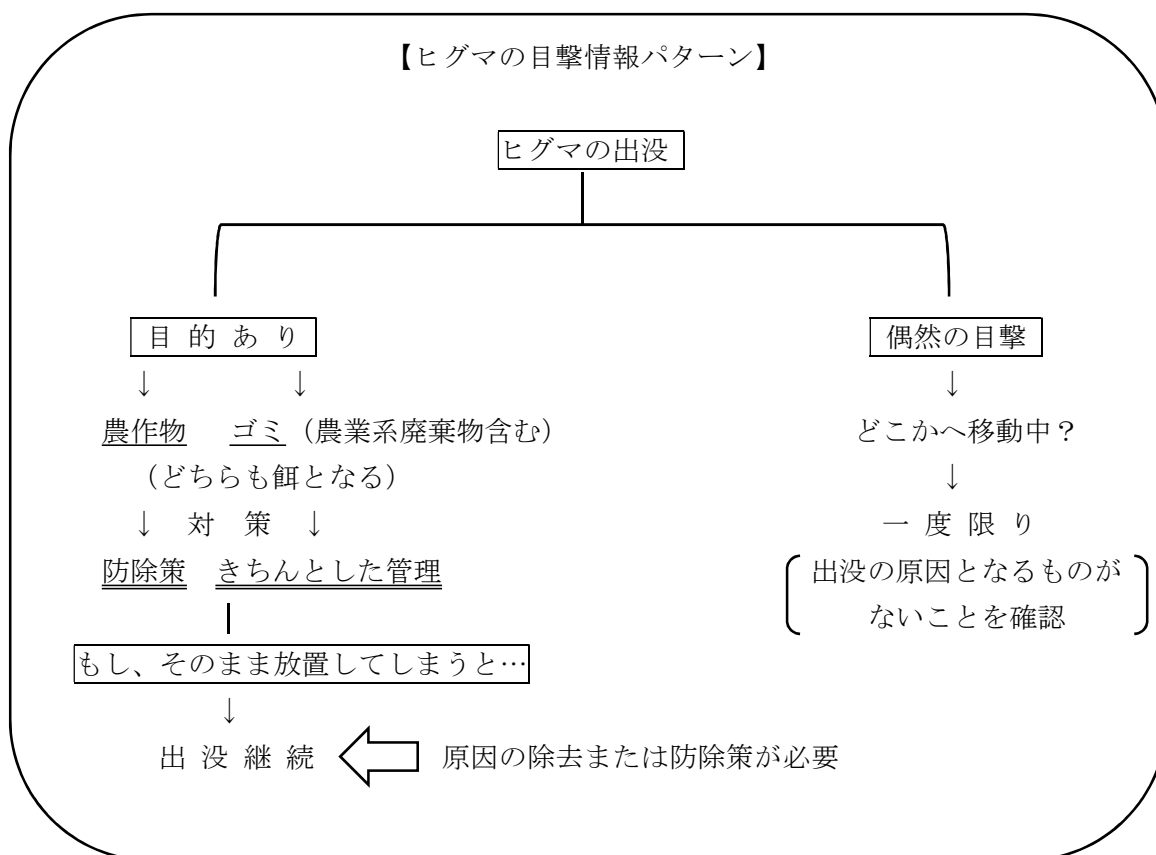 【ヒグマの目撃情報パターン】
ヒグマの出没
目的あり
↓ ↓
農作物 ゴミ（農業系廃棄物含む）
（どちらも餌となる）
↓ 対策 ↓
防除策 きちんとした管理
もし、そのまま放置してしまうと…
↓
出没継続
原因の除去または防除策が必要
偶然の目撃
↓
どこかへ移動中？
↓
一度限り
出没の原因となるものが
ないことを確認